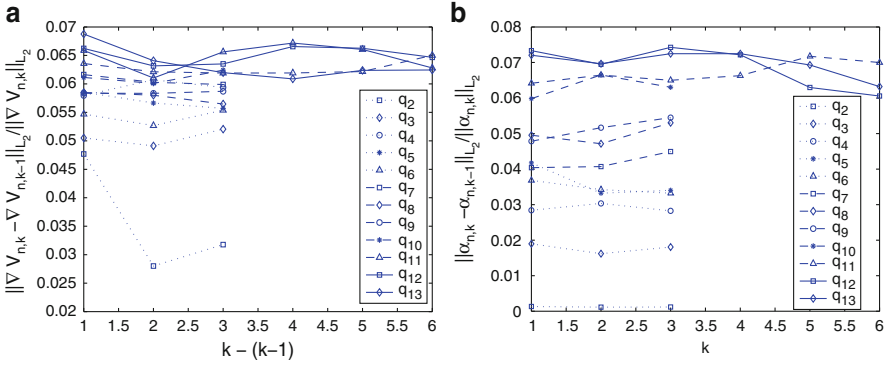 a
||∇ V_{n,k} − ∇ V_{n,k−1}||_{L_2}/||∇ V_{n,k}||_{L_2}
0.07
0.065
0.06
0.055
0.05
0.045
0.04
0.035
0.03
0.025
0.02
1 1.5 2 2.5 3 3.5 4 4.5 5 5.5 6
k − (k−1)
q_2
q_3
q_4
q_5
q_6
q_7
q_8
q_9
q_10
q_11
q_12
q_13
b
||α_{n,k} − α_{n,k−1}||_{L_2}/||α_{n,k}||_{L_2}
0.08
0.07
0.06
0.05
0.04
0.03
0.02
0.01
0
1 1.5 2 2.5 3 3.5 4 4.5 5 5.5 6
k
q_2
q_3
q_4
q_5
q_6
q_7
q_8
q_9
q_10
q_11
q_12
q_13